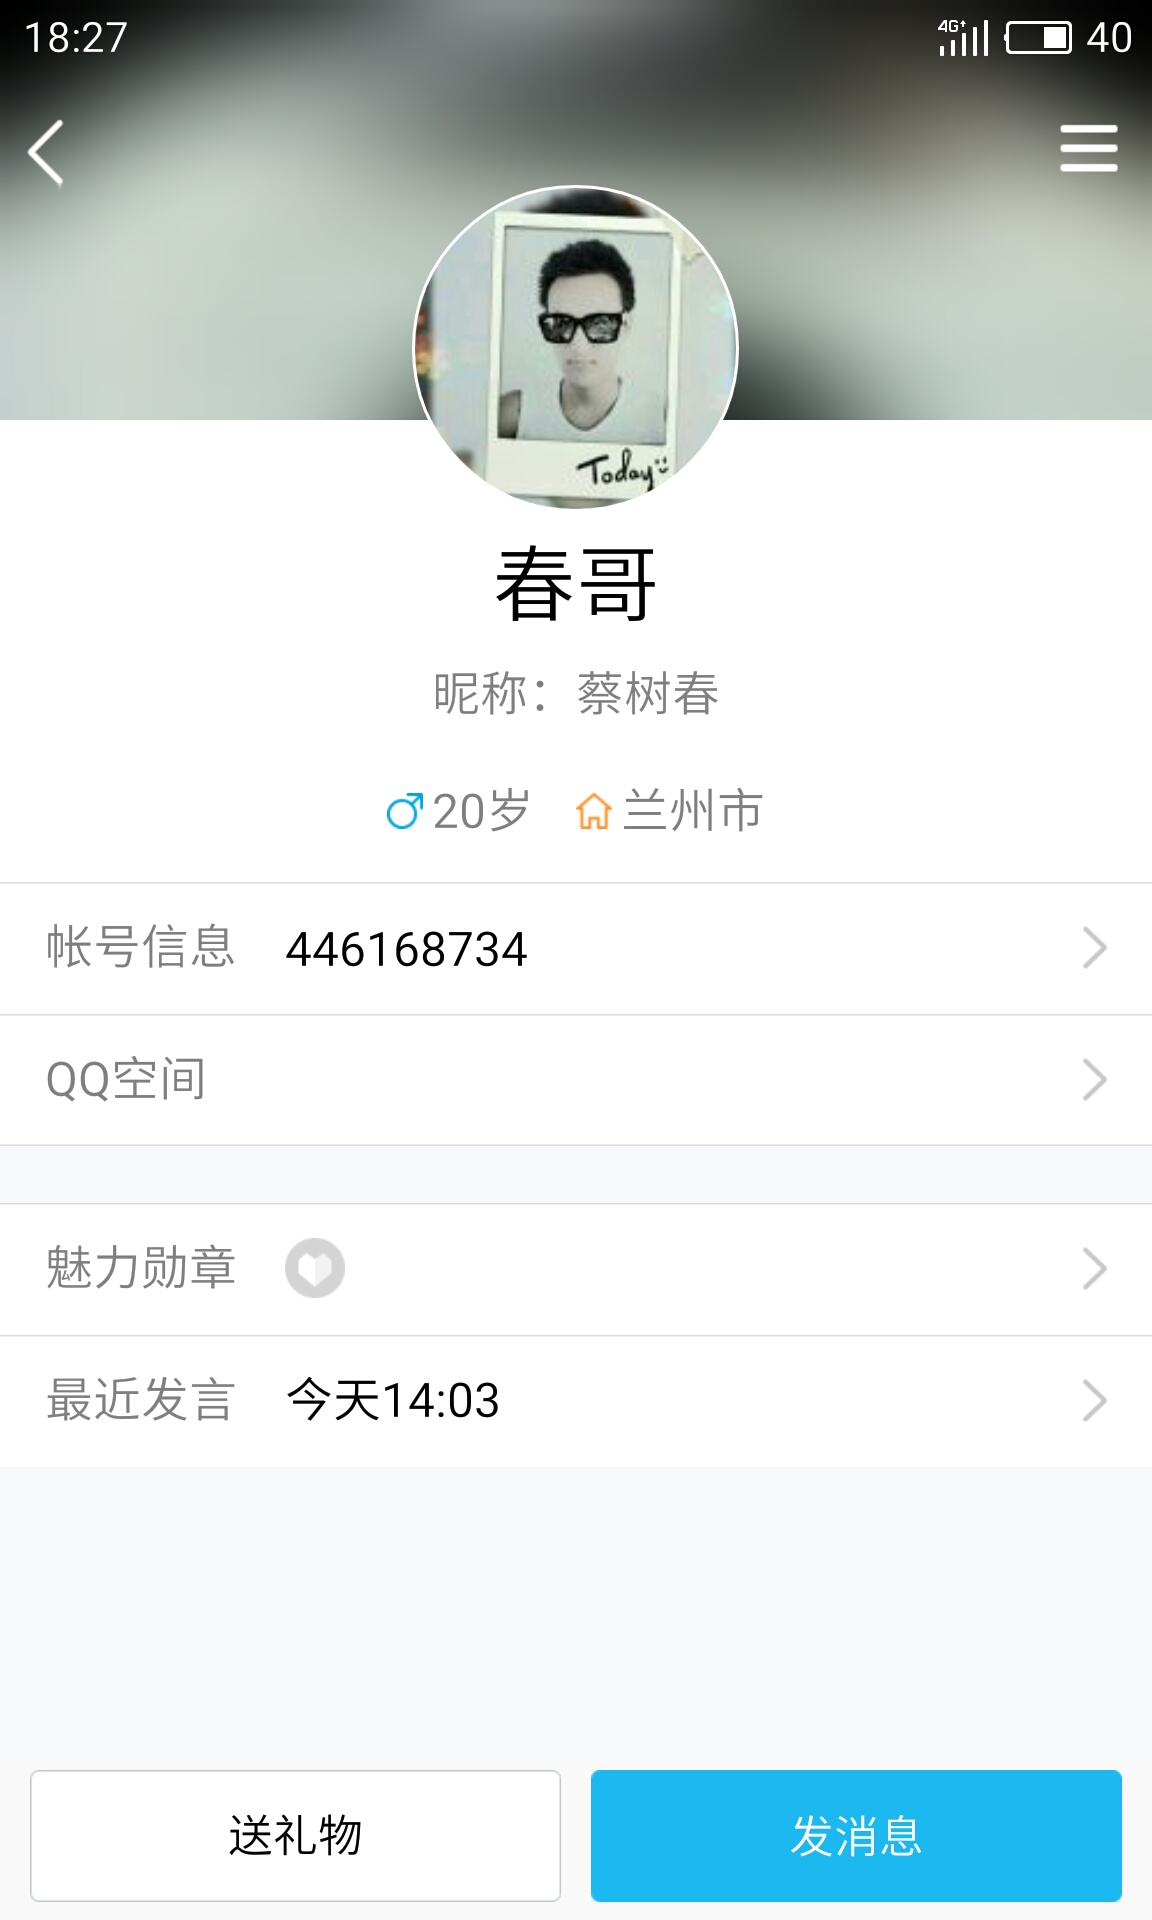 18:27 4G+ 40
Today
春哥
昵称：蔡树春
20岁 兰州市
帐号信息 446168734
QQ空间
魅力勋章
最近发言 今天14:03
送礼物 发消息